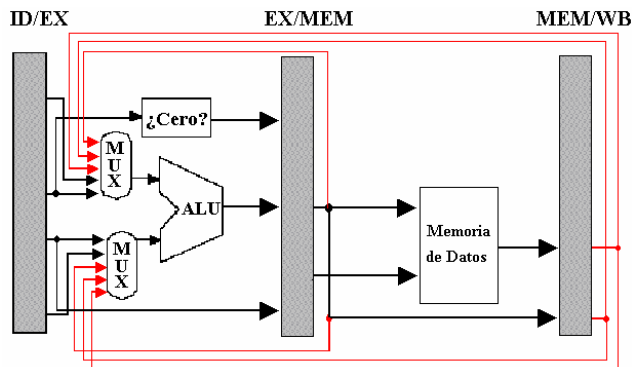 ID/EX
EX/MEM
MEM/WB
¿Cero?
M
U
X
ALU
M
U
X
Memoria
de Datos